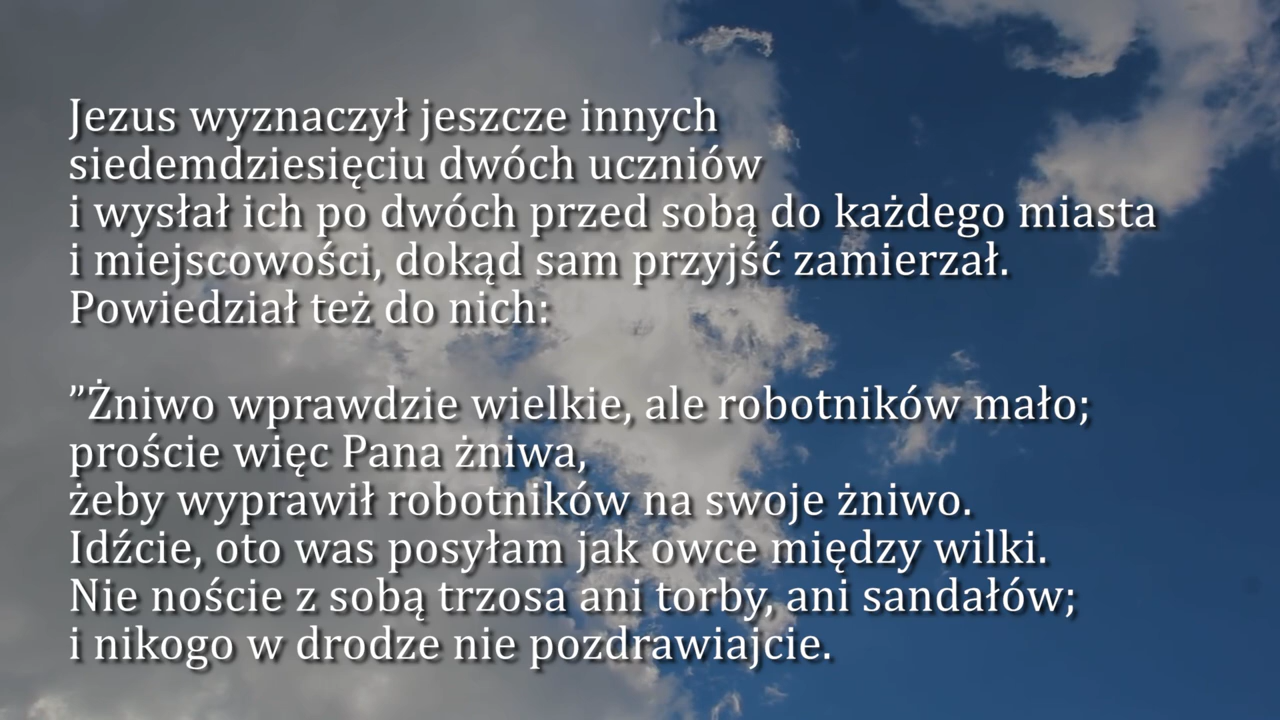 Jezus wyznaczył jeszcze innych
siedemdziesięciu dwóch uczniów
i wysłał ich po dwóch przed sobą do każdego miasta
i miejscowości, dokąd sam przyjść zamierzał.
Powiedział też do nich:
”Żniwo wprawdzie wielkie, ale robotników mało;
proście więc Pana żniwa,
żeby wyprawił robotników na swoje żniwo.
Idźcie, oto was posyłam jak owce między wilki.
Nie noście z sobą trzosa ani torby, ani sandałów;
i nikogo w drodze nie pozdrawiajcie.